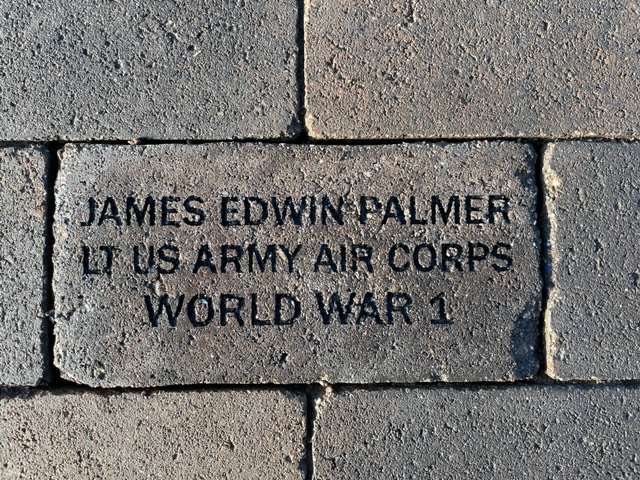 JAMES EDWIN PALMER
LT US ARMY AIR CORPS
WORLD WAR 1